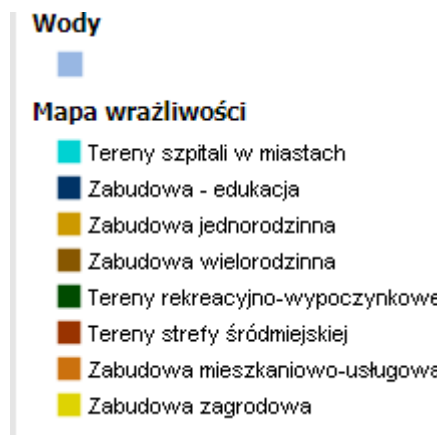 Wody
Mapa wrażliwości
Tereny szpitali w miastach
Zabudowa - edukacja
Zabudowa jednorodzinna
Zabudowa wielorodzinna
Tereny rekreacyjno-wypoczynkowe
Tereny strefy śródmiejskiej
Zabudowa mieszkaniowo-usługowa
Zabudowa zagrodowa